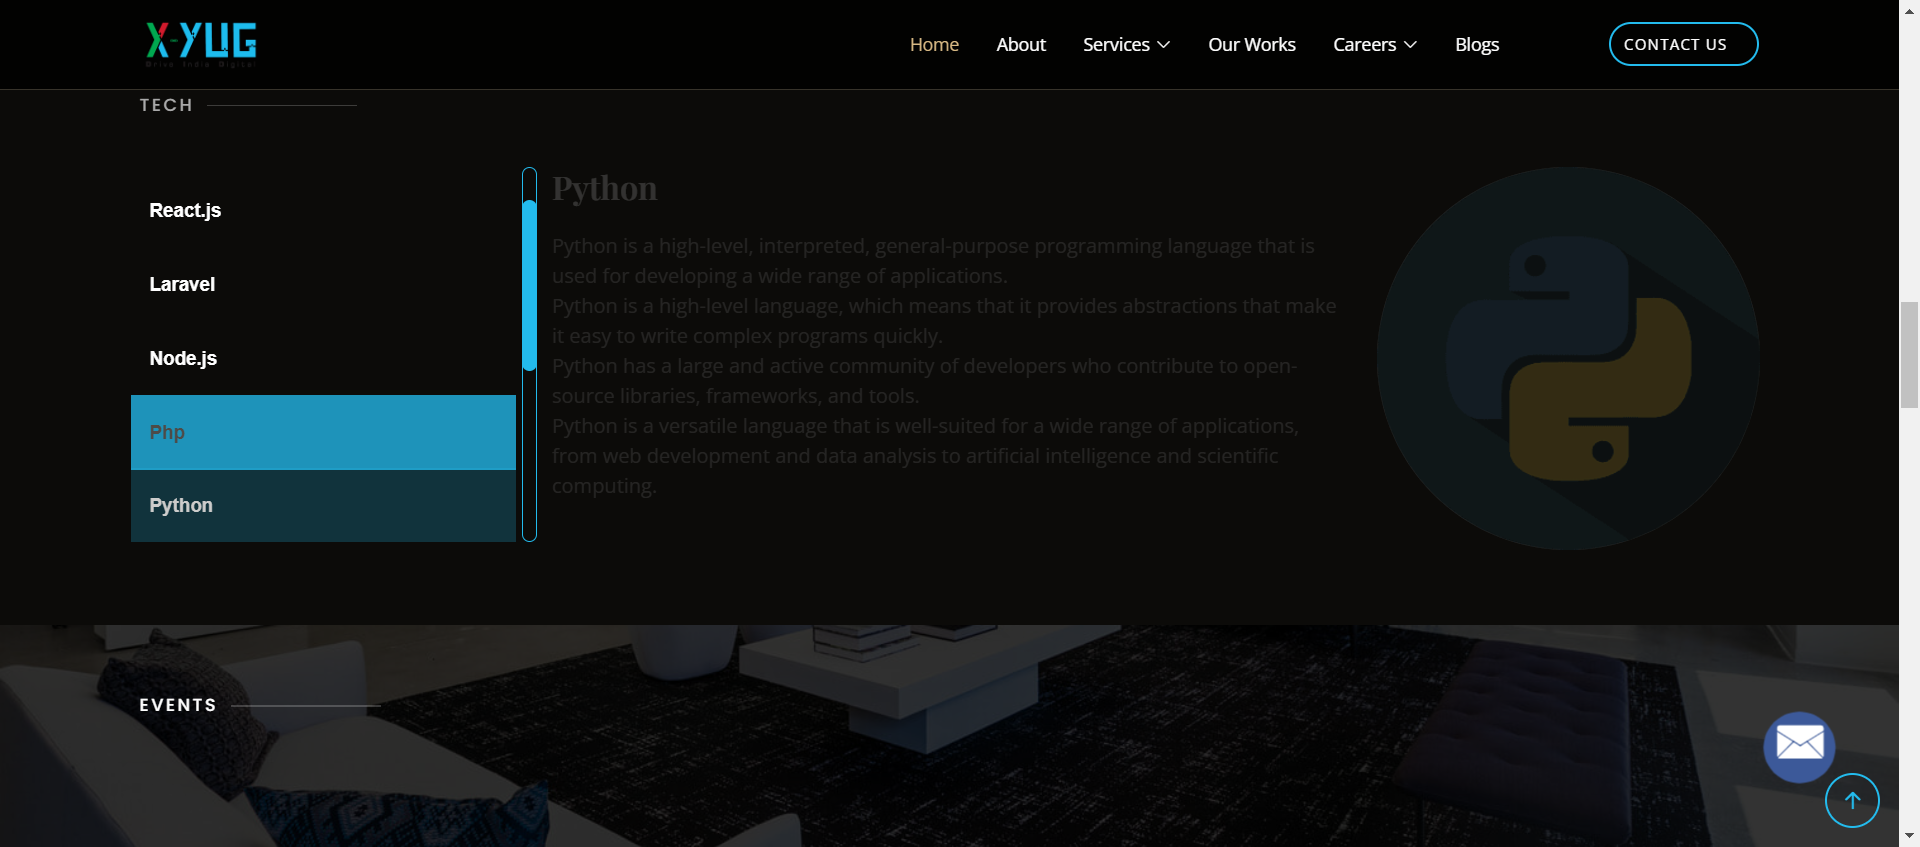 X-YUG
Drive India Digital
Home
About
Services
Our Works
Careers
Blogs
CONTACT US
TECH
React.js
Laravel
Node.js
Php
Python
Python
Python is a high-level, interpreted, general-purpose programming language that is
used for developing a wide range of applications.
Python is a high-level language, which means that it provides abstractions that make
it easy to write complex programs quickly.
Python has a large and active community of developers who contribute to open-
source libraries, frameworks, and tools.
Python is a versatile language that is well-suited for a wide range of applications,
from web development and data analysis to artificial intelligence and scientific
computing.
EVENTS